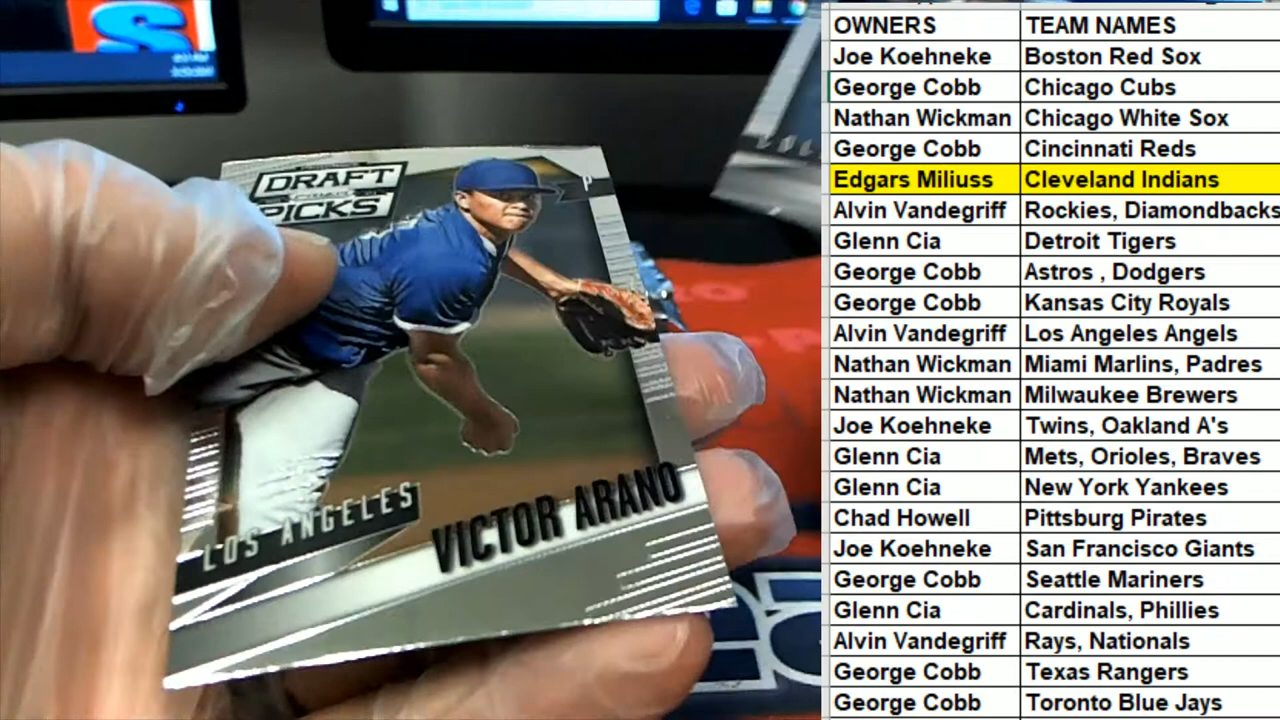 DRAFT
PICKS
P
LOS ANGELES
VICTOR ARANO
OWNERS TEAM NAMES
Joe Koehneke Boston Red Sox
George Cobb Chicago Cubs
Nathan Wickman Chicago White Sox
George Cobb Cincinnati Reds
Edgars Miliuss Cleveland Indians
Alvin Vandegriff Rockies, Diamondbacks
Glenn Cia Detroit Tigers
George Cobb Astros , Dodgers
George Cobb Kansas City Royals
Alvin Vandegriff Los Angeles Angels
Nathan Wickman Miami Marlins, Padres
Nathan Wickman Milwaukee Brewers
Joe Koehneke Twins, Oakland A's
Glenn Cia Mets, Orioles, Braves
Glenn Cia New York Yankees
Chad Howell Pittsburg Pirates
Joe Koehneke San Francisco Giants
George Cobb Seattle Mariners
Glenn Cia Cardinals, Phillies
Alvin Vandegriff Rays, Nationals
George Cobb Texas Rangers
George Cobb Toronto Blue Jays